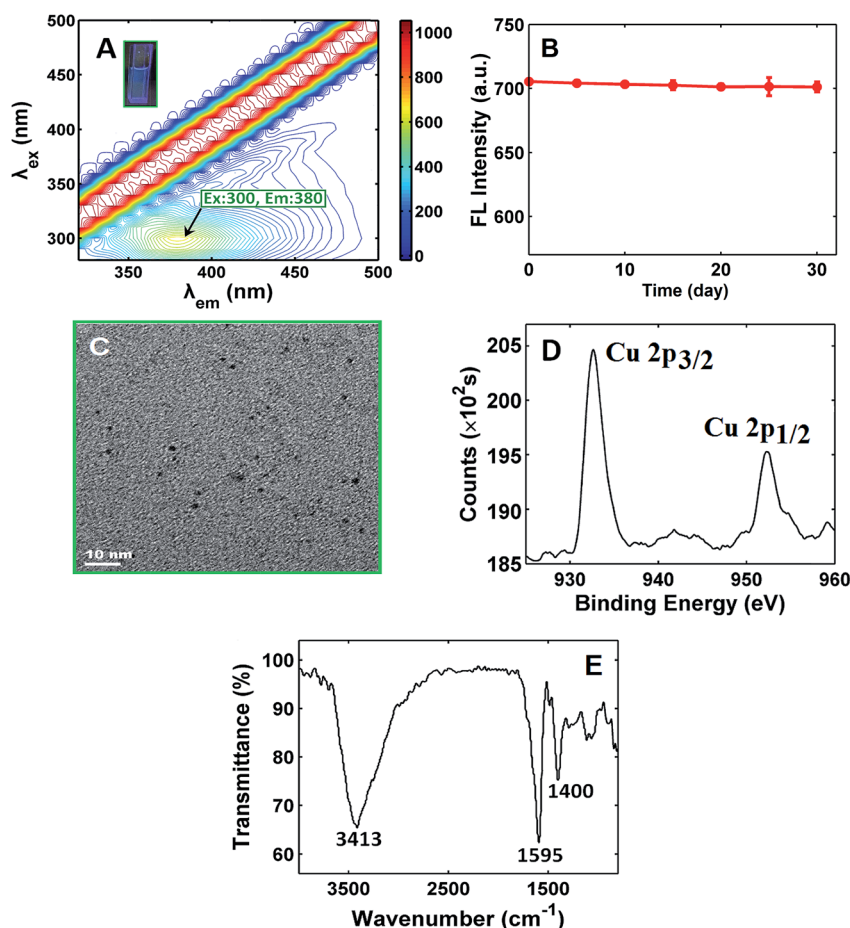 A
500
450
400
350
300
λex (nm)
Ex:300, Em:380
350
400
450
500
λem (nm)
1000
800
600
400
200
0
B
750
700
650
600
FL Intensity (a.u.)
0
10
20
30
Time (day)
C
10 nm
D
205
195
190
185
Counts (×10²s)
Cu 2p3/2
Cu 2p1/2
930
940
950
960
Binding Energy (eV)
E
100
90
80
70
60
Transmittance (%)
3413
1595
1400
3500
2500
1500
Wavenumber (cm⁻¹)